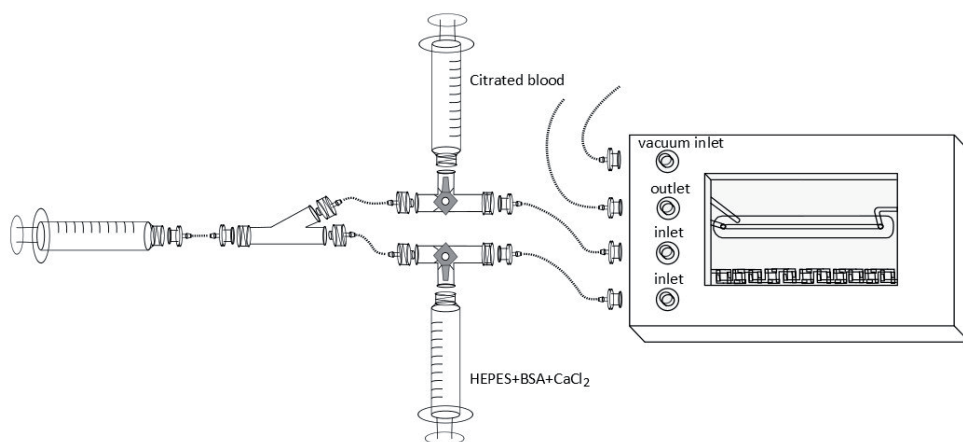 Citrated blood
vacuum inlet
outlet
inlet
inlet
HEPES+BSA+CaCl₂